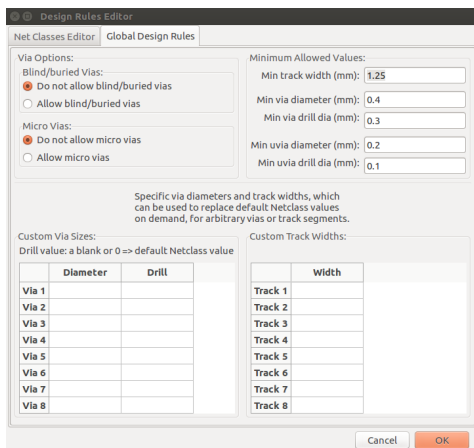 Design Rules Editor
Net Classes Editor Global Design Rules
Via Options:
Blind/buried Vias:
Do not allow blind/buried vias
Allow blind/buried vias
Micro Vias:
Do not allow micro vias
Allow micro vias
Minimum Allowed Values:
Min track width (mm): 1.25
Min via diameter (mm): 0.4
Min via drill dia (mm): 0.3
Min uvia diameter (mm): 0.2
Min uvia drill dia (mm): 0.1
Specific via diameters and track widths, which
can be used to replace default Netclass values
on demand, for arbitrary vias or track segments.
Custom Via Sizes:
Drill value: a blank or 0 => default Netclass value
Diameter Drill
Via 1
Via 2
Via 3
Via 4
Via 5
Via 6
Via 7
Via 8
Custom Track Widths:
Width
Track 1
Track 2
Track 3
Track 4
Track 5
Track 6
Track 7
Track 8
Cancel OK